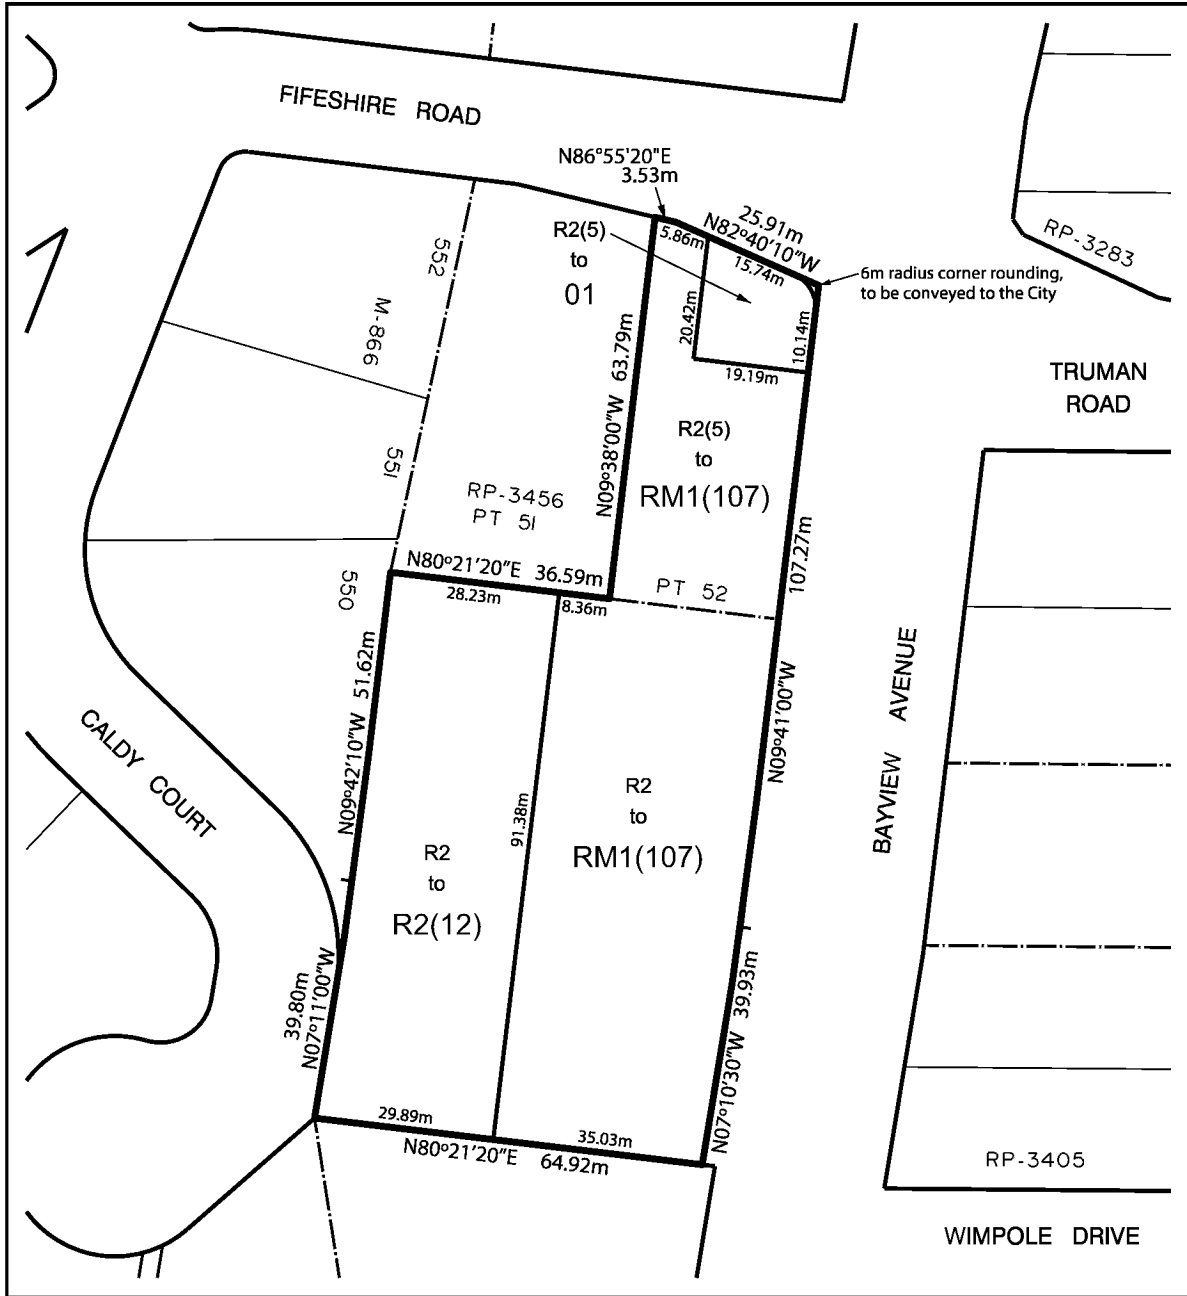 FIFESHIRE ROAD
N86°55'20"E
3.53m
25.91m
N82°40'10"W
RP-3283
R2(5)
to
01
5.86m
15.74m
6m radius corner rounding,
to be conveyed to the City
552
M-866
20.42m
10.14m
19.19m
63.79m
N09°38'00"W
TRUMAN
ROAD
R2(5)
to
RM1(107)
551
RP-3456
PT 51
107.27m
N80°21'20"E 36.59m
28.23m
8.36m
PT 52
550
N09°42'10"W 51.62m
N09°41'00"W
BAYVIEW AVENUE
CALDY COURT
91.38m
R2
to
RM1(107)
R2
to
R2(12)
39.80m
N07°11'00"W
N07°10'30"W 39.93m
29.89m
35.03m
N80°21'20"E 64.92m
RP-3405
WIMPOLE DRIVE